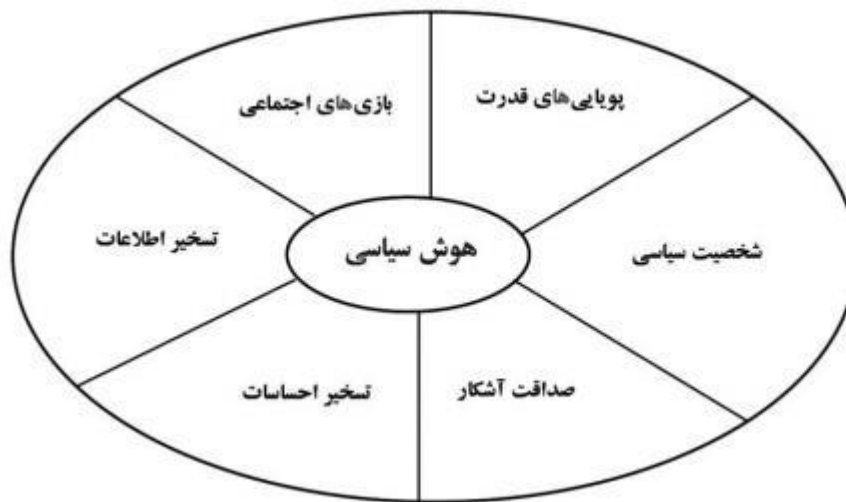 پویایی‌های قدرت
بازی‌های اجتماعی
شخصیت سیاسی
هوش سیاسی
تسخیر اطلاعات
صداقت آشکار
تسخیر احساسات